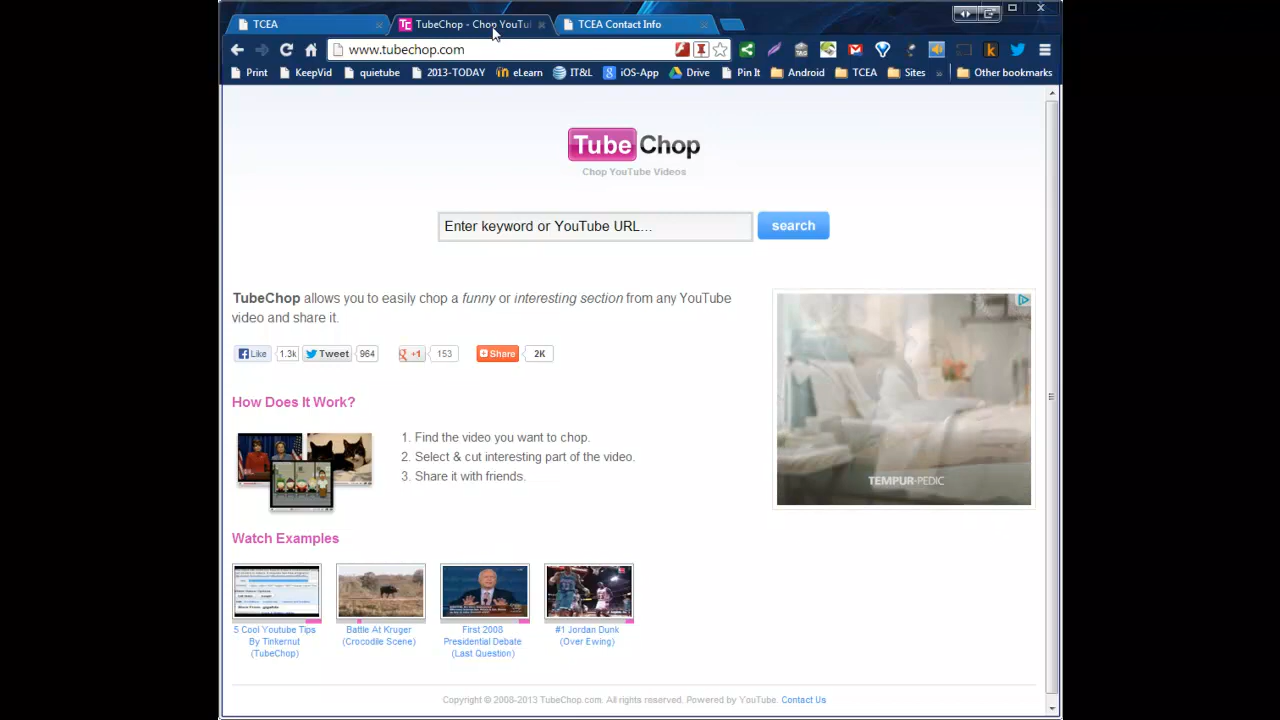 TCEA
TubeChop - Chop YouTu
TCEA Contact Info
www.tubechop.com
Print
KeepVid
quietube
2013-TODAY
eLearn
IT&L
iOS-App
Drive
Pin It
Android
TCEA
Sites
»
Other bookmarks
Tube Chop
Chop YouTube Videos
Enter keyword or YouTube URL...
search
TubeChop allows you to easily chop a funny or interesting section from any YouTube
video and share it.
Like 1.3k Tweet 964 +1 153 Share 2K
How Does It Work?
1. Find the video you want to chop.
2. Select & cut interesting part of the video.
3. Share it with friends.
TEMPUR-PEDIC
Watch Examples
5 Cool Youtube Tips
By Tinkernut
(TubeChop)
Battle At Kruger
(Crocodile Scene)
First 2008
Presidential Debate
(Last Question)
#1 Jordan Dunk
(Over Ewing)
Copyright © 2008-2013 TubeChop.com. All rights reserved. Powered by YouTube. Contact Us